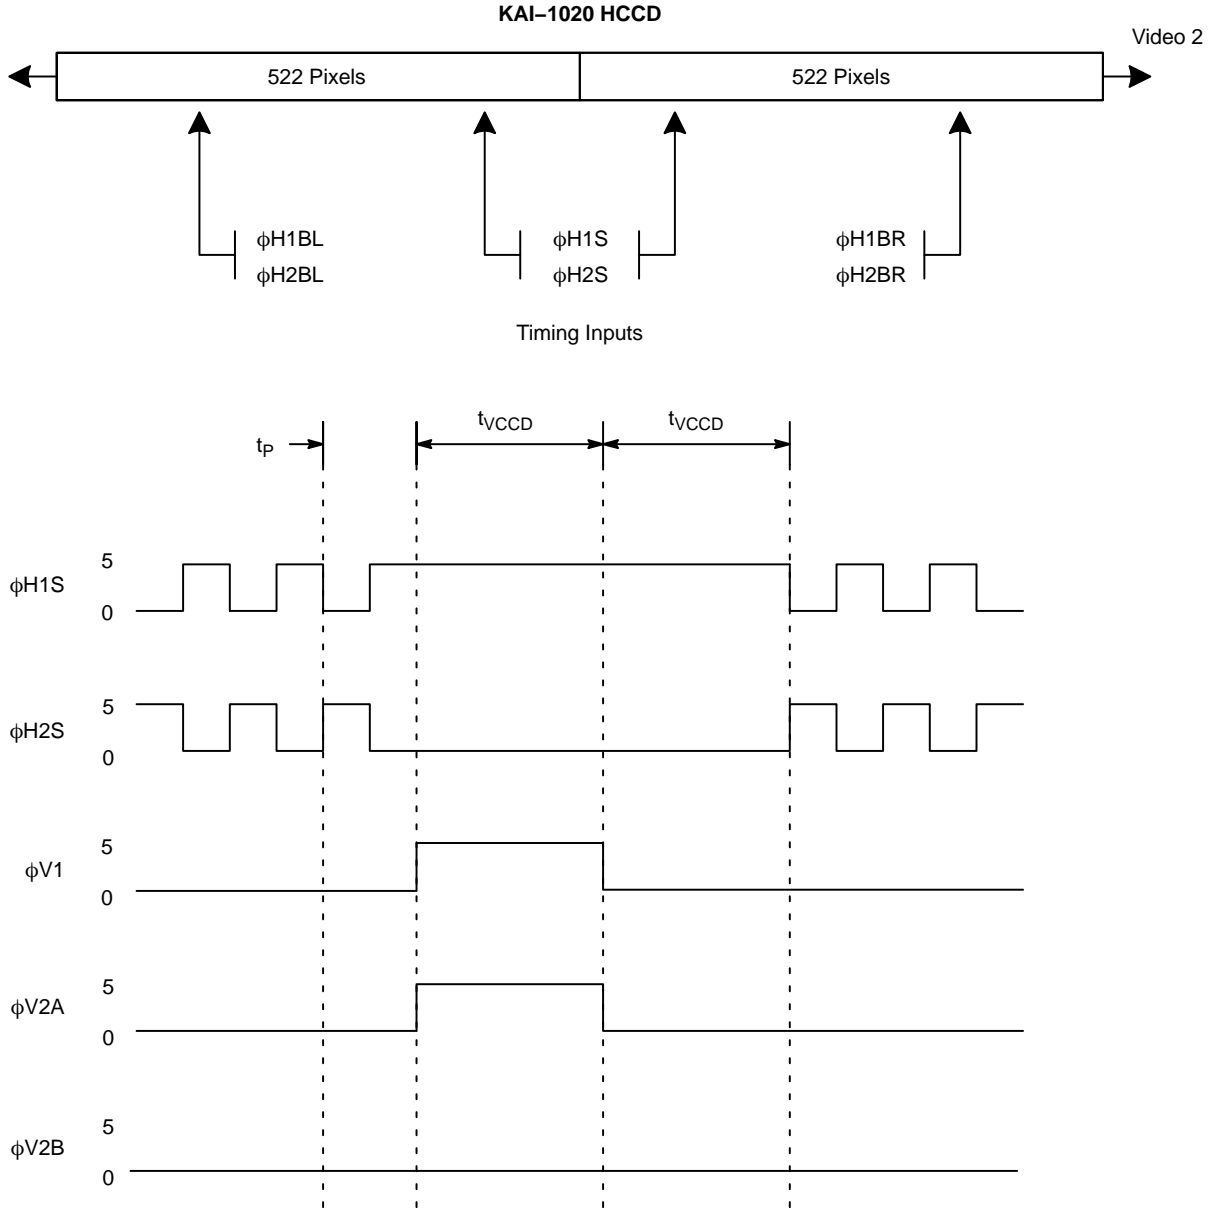 KAI–1020 HCCD
Video 2
522 Pixels 522 Pixels
ϕH1BL ϕH1S ϕH1BR
ϕH2BL ϕH2S ϕH2BR
Timing Inputs
tP tVCCD tVCCD
5
ϕH1S
0
5
ϕH2S
0
5
ϕV1
0
5
ϕV2A
0
5
ϕV2B
0